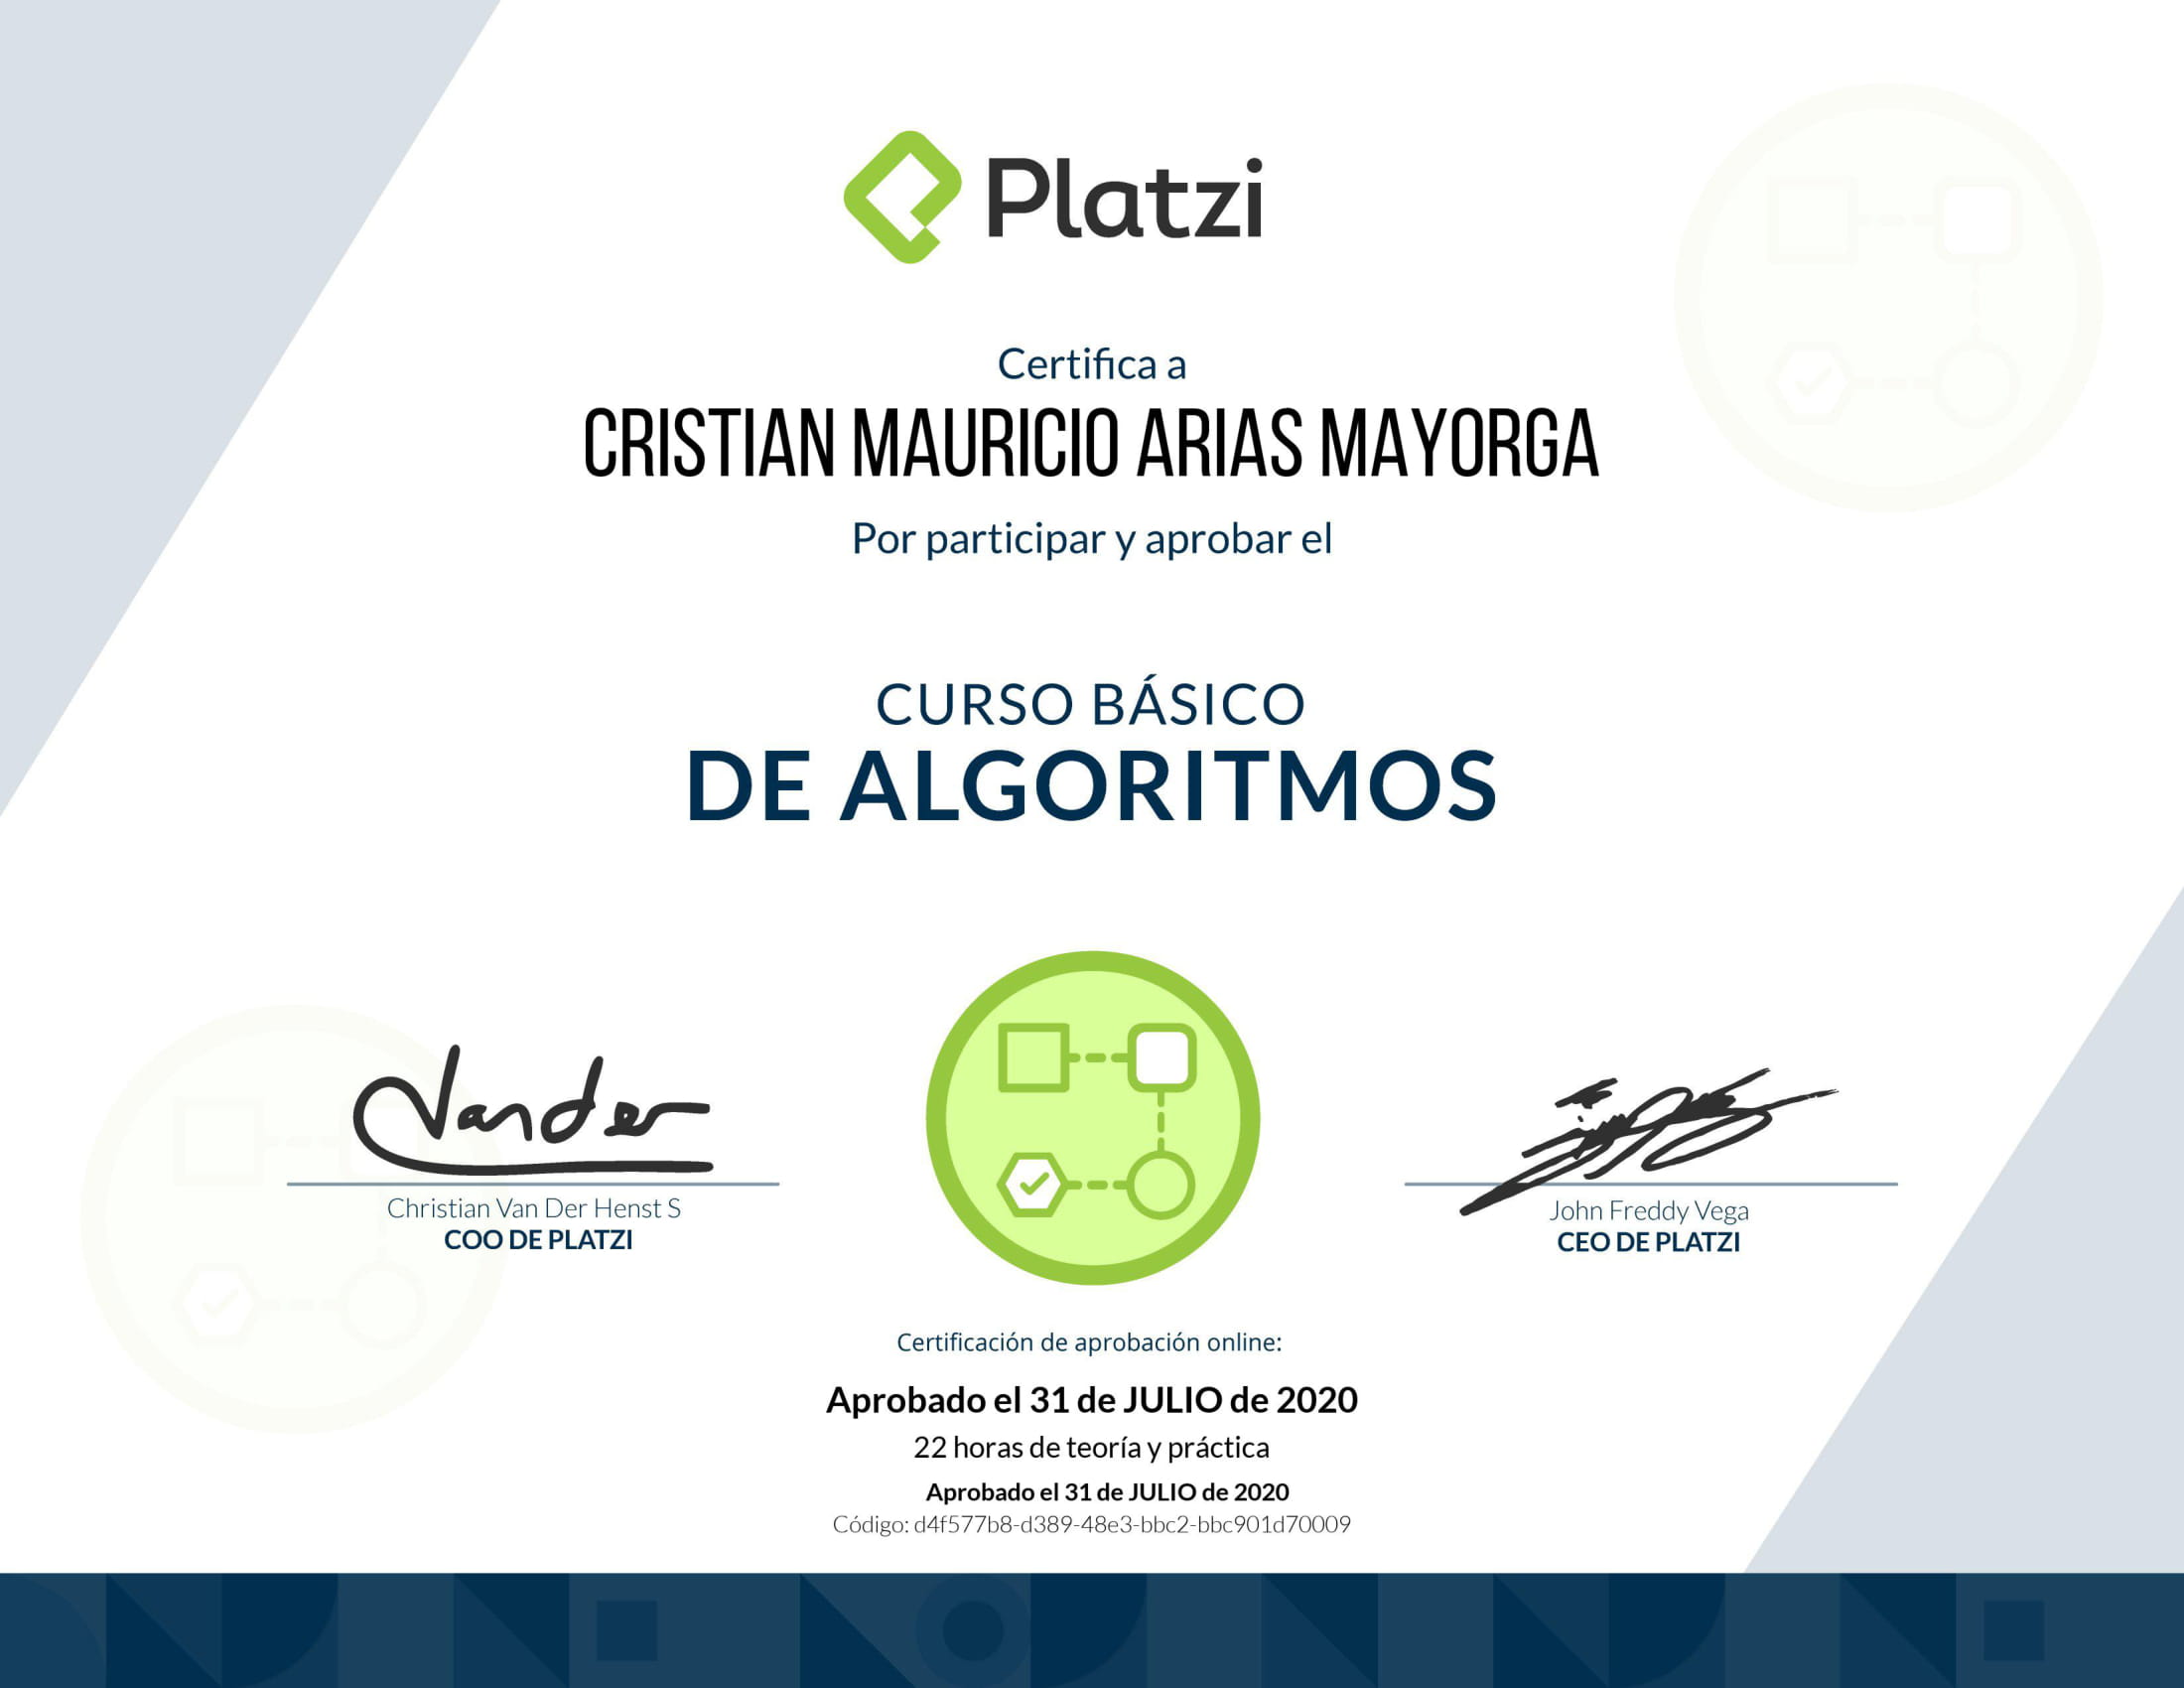 Platzi
Certifica a
CRISTIAN MAURICIO ARIAS MAYORGA
Por participar y aprobar el
CURSO BÁSICO
DE ALGORITMOS
Vander
Christian Van Der Henst S
COO DE PLATZI
John Freddy Vega
CEO DE PLATZI
Certificación de aprobación online:
Aprobado el 31 de JULIO de 2020
22 horas de teoría y práctica
Aprobado el 31 de JULIO de 2020
Código: d4f577b8-d389-48e3-bbc2-bbc901d70009